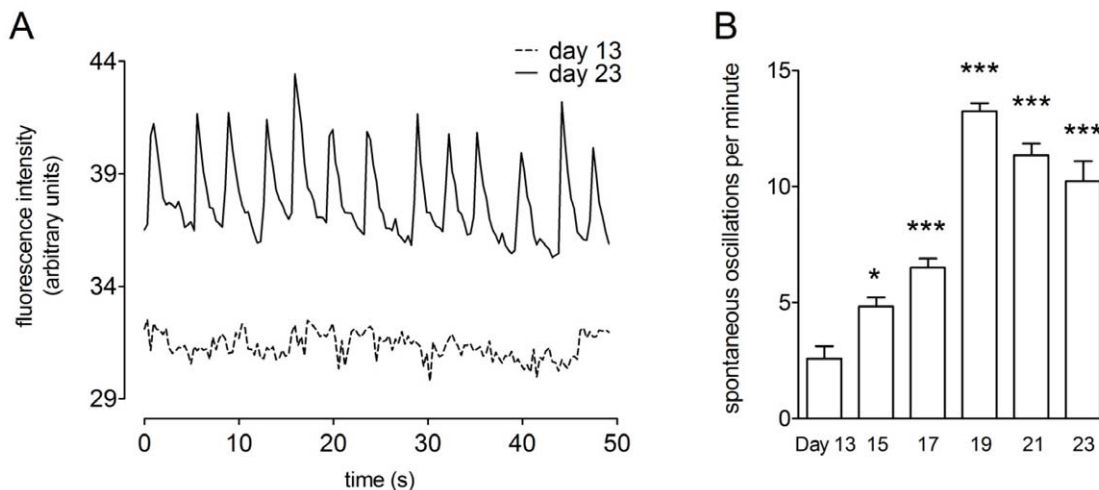 A
day 13
day 23
fluorescence intensity
(arbitrary units)
44
39
34
29
0 10 20 30 40 50
time (s)
B
spontaneous oscillations per minute
15
10
5
0
*
***
***
***
***
Day 13 15 17 19 21 23